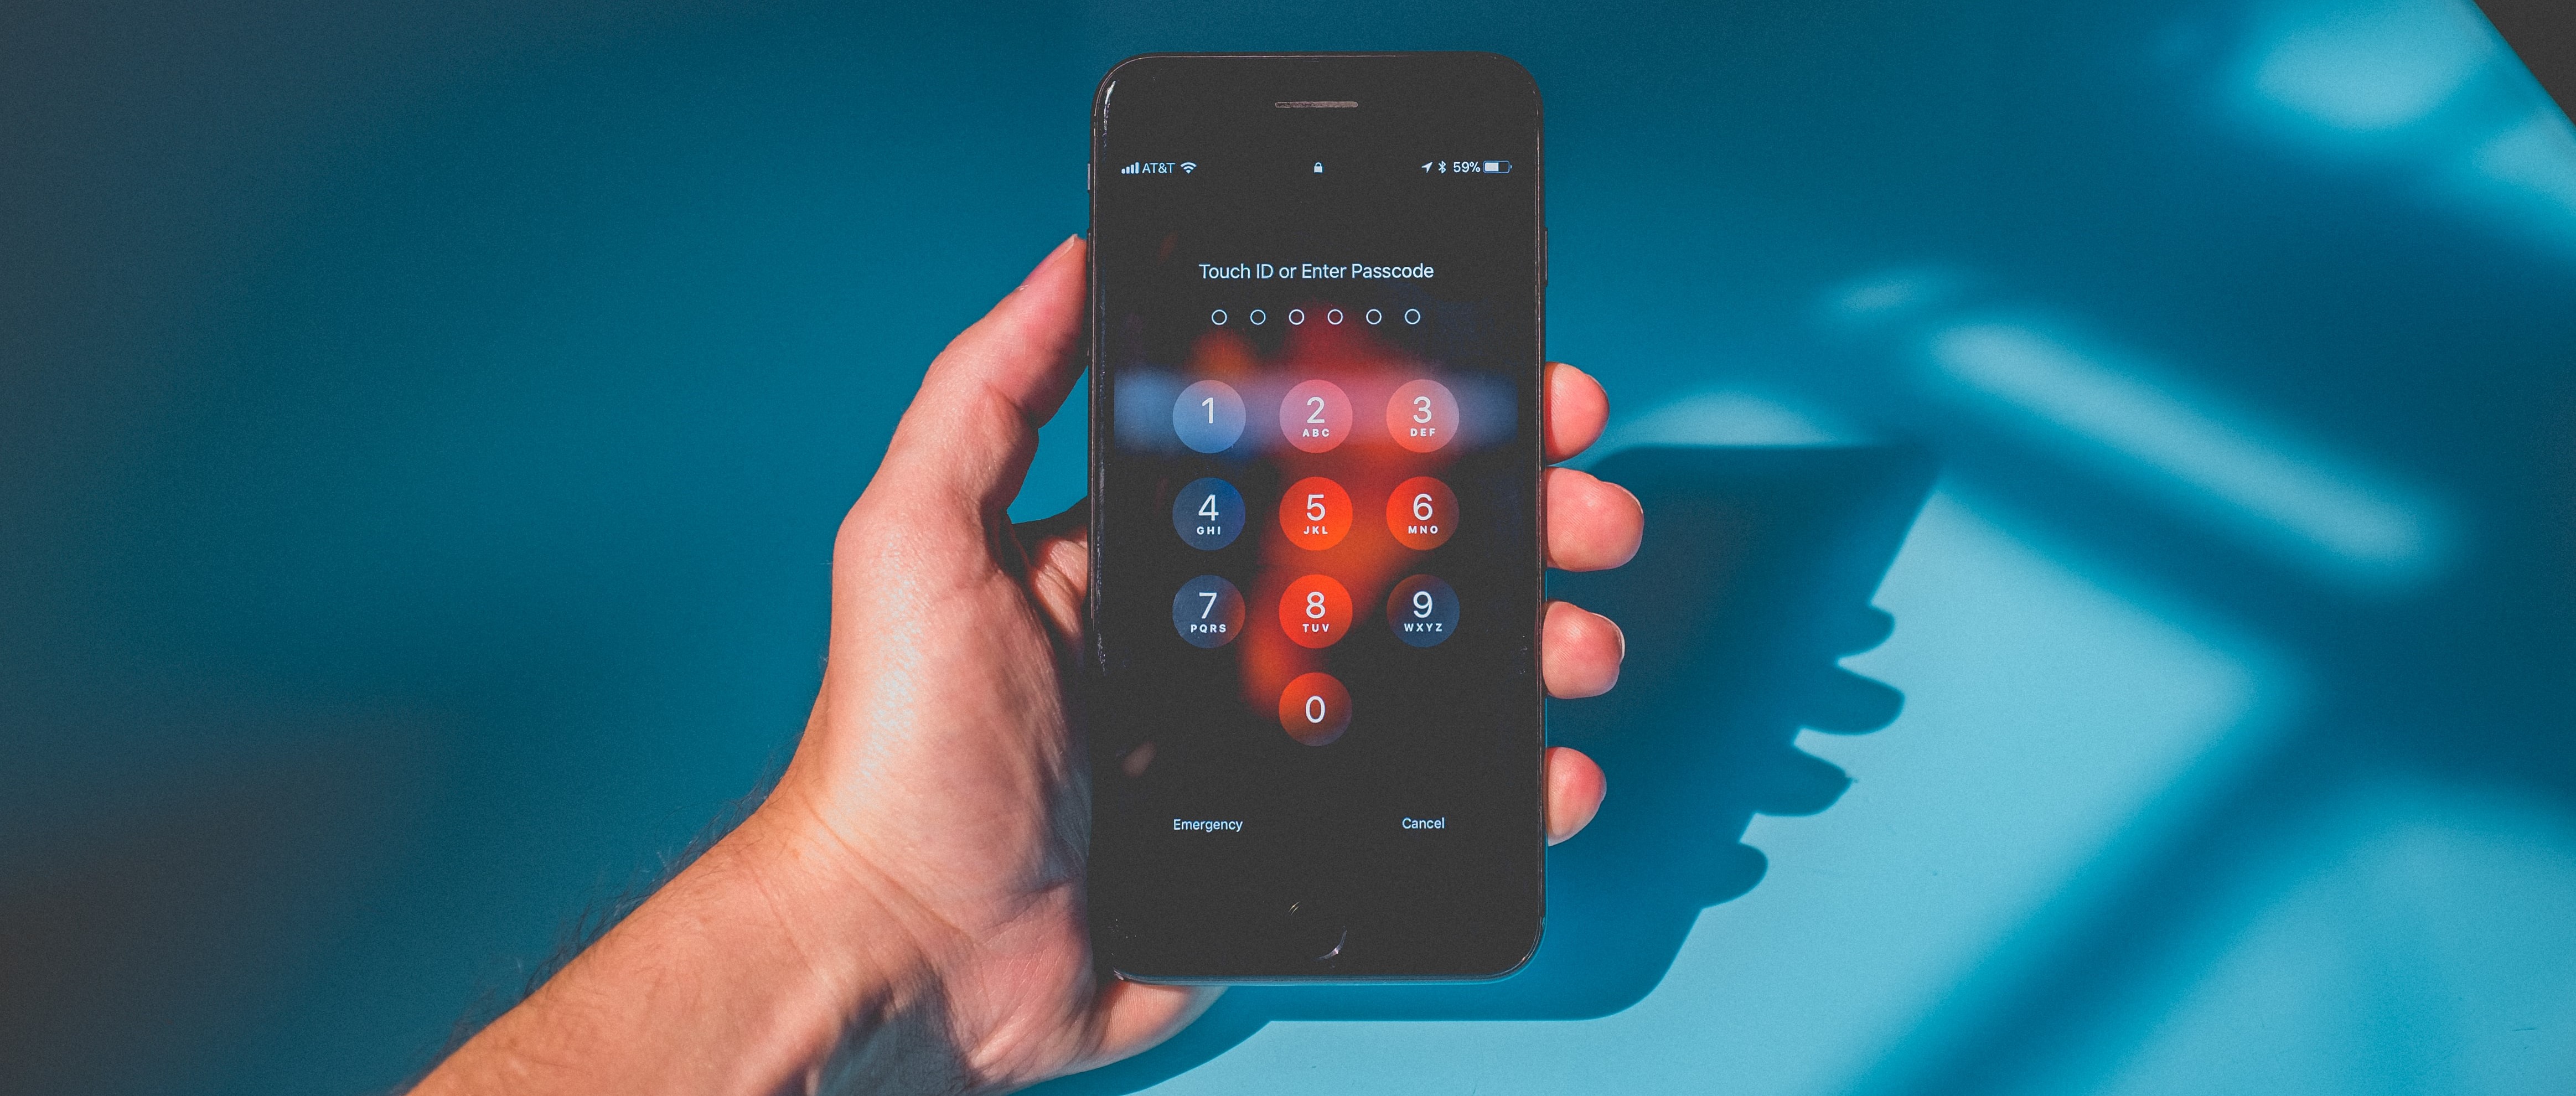 AT&T 59%
Touch ID or Enter Passcode
1 2 3
ABC DEF
4 5 6
GHI JKL MNO
7 8 9
PQRS TUV WXYZ
0
Emergency Cancel